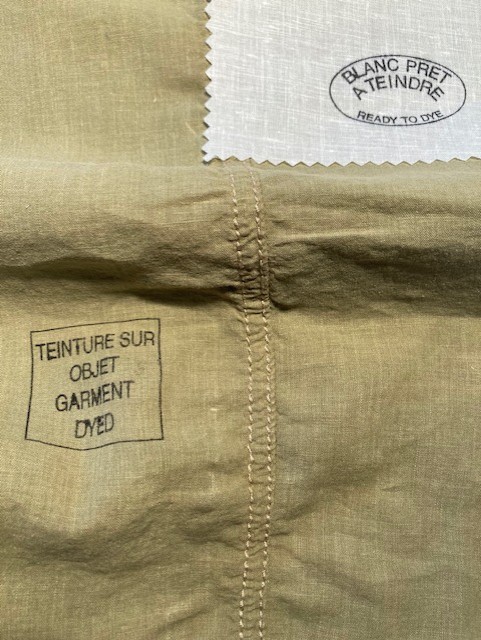 BLANC PRET
A TEINDRE
READY TO DYE
TEINTURE SUR
OBJET
GARMENT
DYED